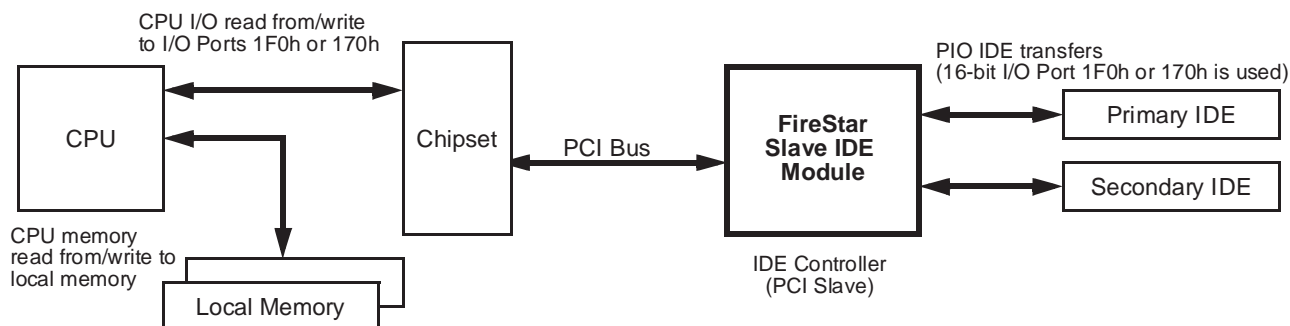 CPU I/O read from/write
to I/O Ports 1F0h or 170h
CPU
Chipset
PCI Bus
FireStar
Slave IDE
Module
PIO IDE transfers
(16-bit I/O Port 1F0h or 170h is used)
Primary IDE
Secondary IDE
CPU memory
read from/write to
local memory
Local Memory
IDE Controller
(PCI Slave)